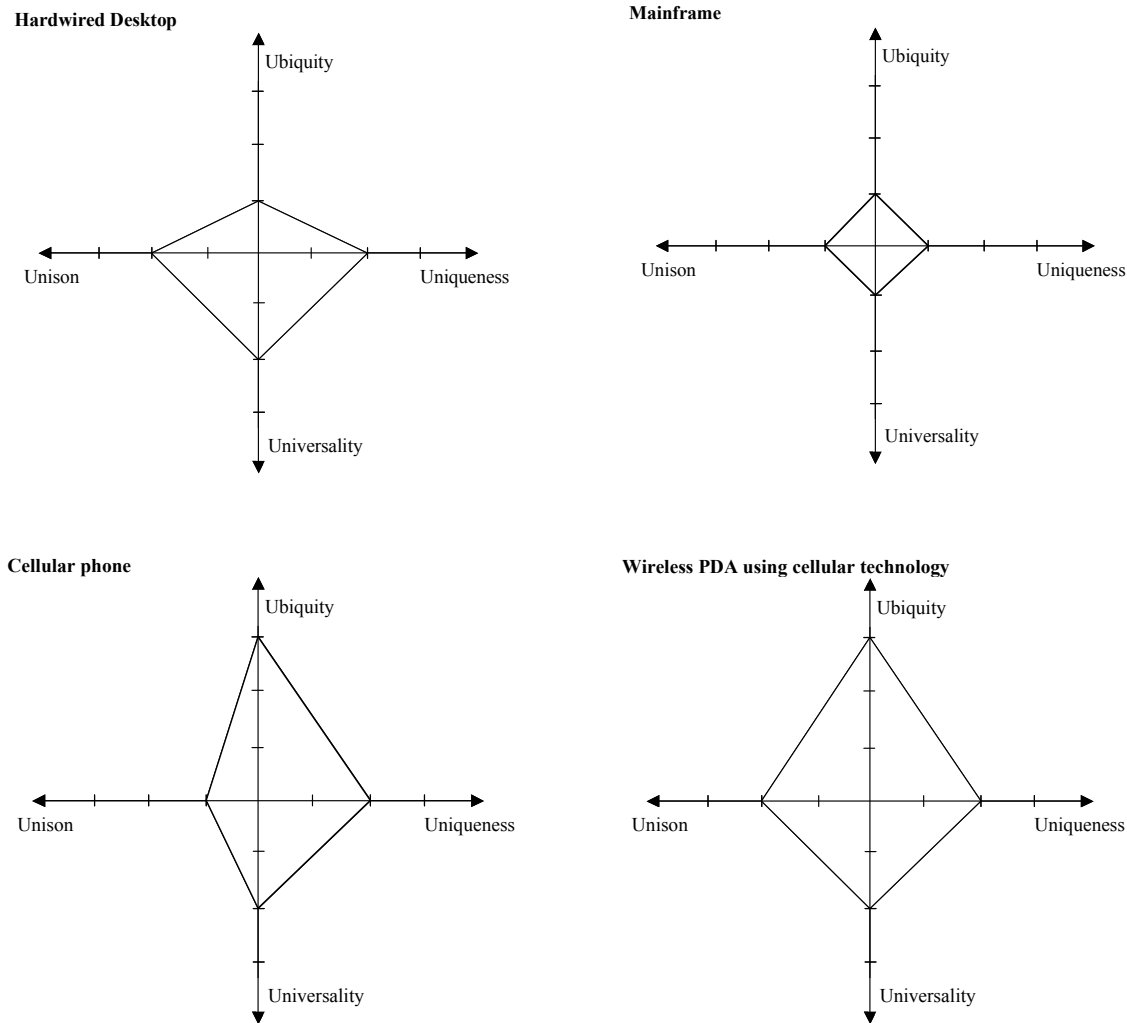 Hardwired Desktop
Ubiquity
Unison
Uniqueness
Universality
Mainframe
Ubiquity
Unison
Uniqueness
Universality
Cellular phone
Ubiquity
Unison
Uniqueness
Universality
Wireless PDA using cellular technology
Ubiquity
Unison
Uniqueness
Universality